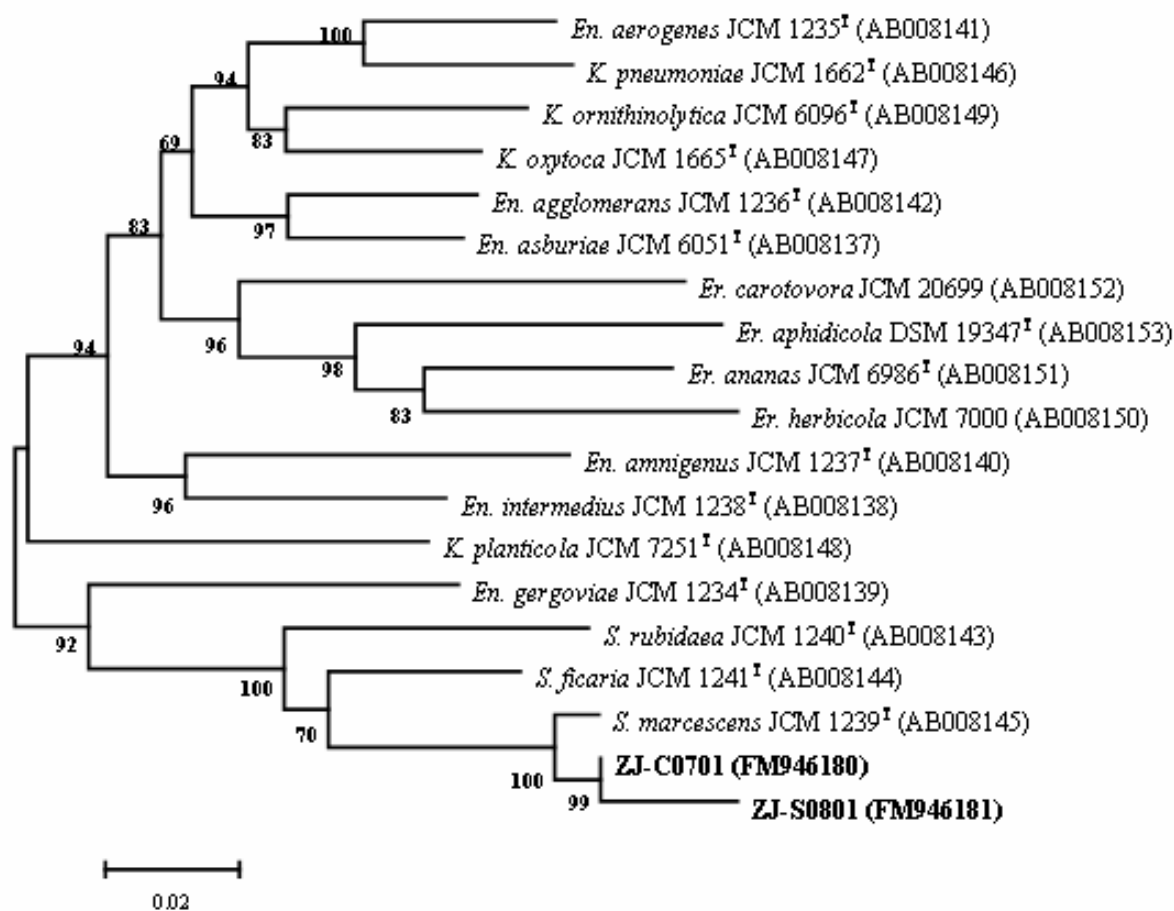 100
En. aerogenes JCM 1235ᵀ (AB008141)
K. pneumoniae JCM 1662ᵀ (AB008146)
94
K. ornithinolytica JCM 6096ᵀ (AB008149)
83
K. oxytoca JCM 1665ᵀ (AB008147)
69
En. agglomerans JCM 1236ᵀ (AB008142)
97
En. asburiae JCM 6051ᵀ (AB008137)
83
Er. carotovora JCM 20699 (AB008152)
96
Er. aphidicola DSM 19347ᵀ (AB008153)
94
98
Er. ananas JCM 6986ᵀ (AB008151)
83
Er. herbicola JCM 7000 (AB008150)
En. amnigenus JCM 1237ᵀ (AB008140)
96
En. intermedius JCM 1238ᵀ (AB008138)
K. planticola JCM 7251ᵀ (AB008148)
En. gergoviae JCM 1234ᵀ (AB008139)
92
S. rubidaea JCM 1240ᵀ (AB008143)
100
S. ficaria JCM 1241ᵀ (AB008144)
70
S. marcescens JCM 1239ᵀ (AB008145)
100
ZJ-C0701 (FM946180)
99
ZJ-S0801 (FM946181)
0.02